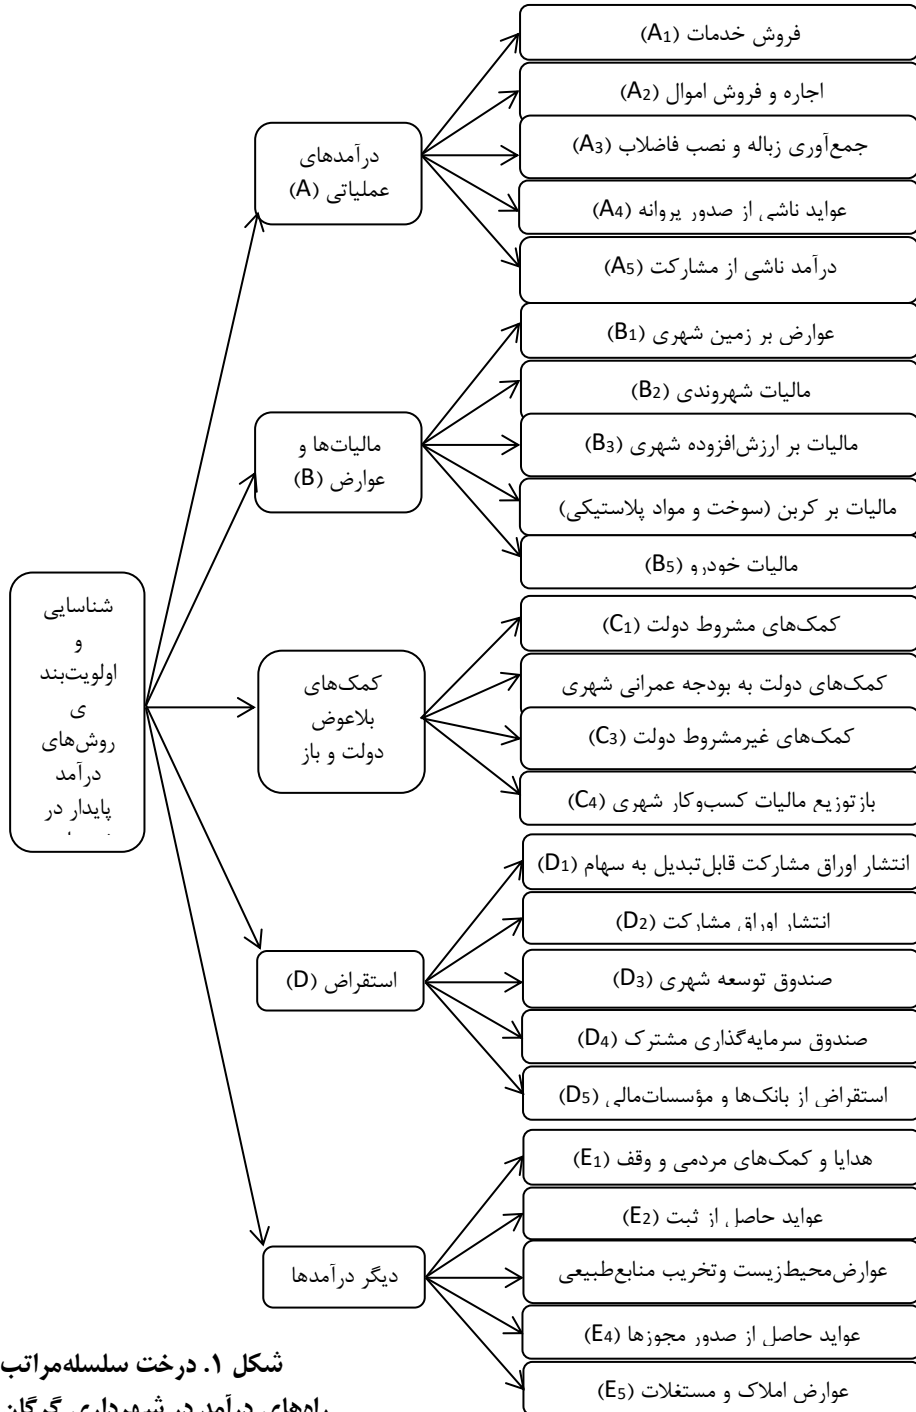 شناسایی
و
اولویت‌بند
ی
روش‌های
درآمد
پایدار در
درآمدهای
عملیاتی (A)
فروش خدمات (A1)
اجاره و فروش اموال (A2)
جمع‌آوری زباله و نصب فاضلاب (A3)
عواید ناشی از صدور پروانه (A4)
درآمد ناشی از مشارکت (A5)
مالیات‌ها و
عوارض (B)
عوارض بر زمین شهری (B1)
مالیات شهروندی (B2)
مالیات بر ارزش‌افزوده شهری (B3)
مالیات بر کربن (سوخت و مواد پلاستیکی)
مالیات خودرو (B5)
کمک‌های
بلاعوض
دولت و باز
کمک‌های مشروط دولت (C1)
کمک‌های دولت به بودجه عمرانی شهری
کمک‌های غیرمشروط دولت (C3)
بازتوزیع مالیات کسب‌وکار شهری (C4)
استقراض (D)
انتشار اوراق مشارکت قابل‌تبدیل به سهام (D1)
انتشار اوراق مشارکت (D2)
صندوق توسعه شهری (D3)
صندوق سرمایه‌گذاری مشترک (D4)
استقراض از بانک‌ها و مؤسسات‌مالی (D5)
دیگر درآمدها
هدایا و کمک‌های مردمی و وقف (E1)
عواید حاصل از ثبت (E2)
عوارض‌محیط‌زیست وتخریب منابع‌طبیعی
عواید حاصل از صدور مجوزها (E4)
عوارض املاک و مستغلات (E5)
شکل ۱. درخت سلسله‌مراتب
راه‌های درآمد در شهرداری گرگان